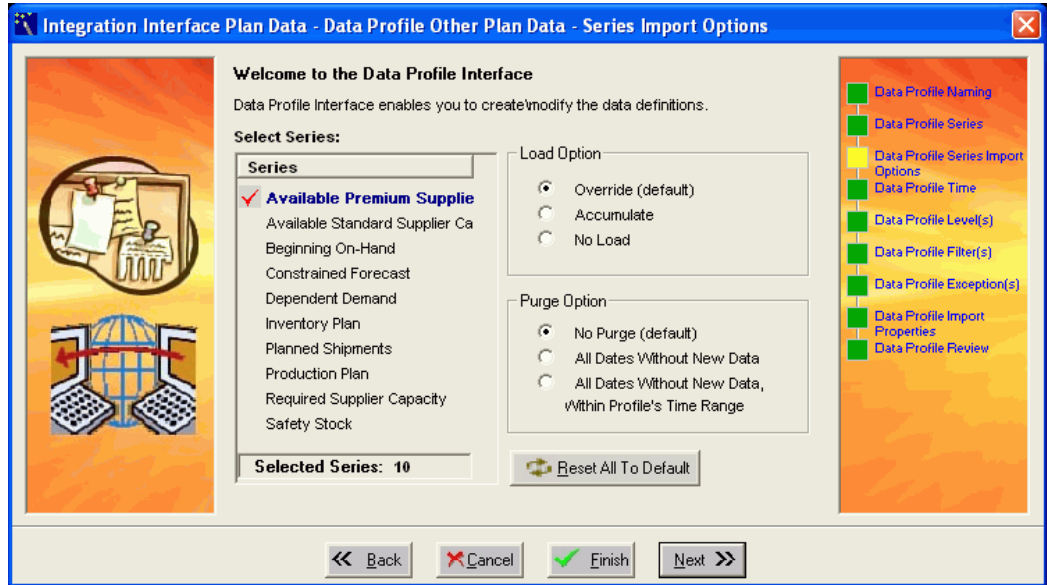 Integration Interface Plan Data - Data Profile Other Plan Data - Series Import Options
Welcome to the Data Profile Interface
Data Profile Interface enables you to create\modify the data definitions.
Select Series:
Series
Available Premium Supplie
Available Standard Supplier Ca
Beginning On-Hand
Constrained Forecast
Dependent Demand
Inventory Plan
Planned Shipments
Production Plan
Required Supplier Capacity
Safety Stock
Selected Series: 10
Load Option
Override (default)
Accumulate
No Load
Purge Option
No Purge (default)
All Dates Without New Data
All Dates Without New Data,
Within Profile's Time Range
Reset All To Default
Data Profile Naming
Data Profile Series
Data Profile Series Import
Options
Data Profile Time
Data Profile Level(s)
Data Profile Filter(s)
Data Profile Exception(s)
Data Profile Import
Properties
Data Profile Review
Back
Cancel
Finish
Next